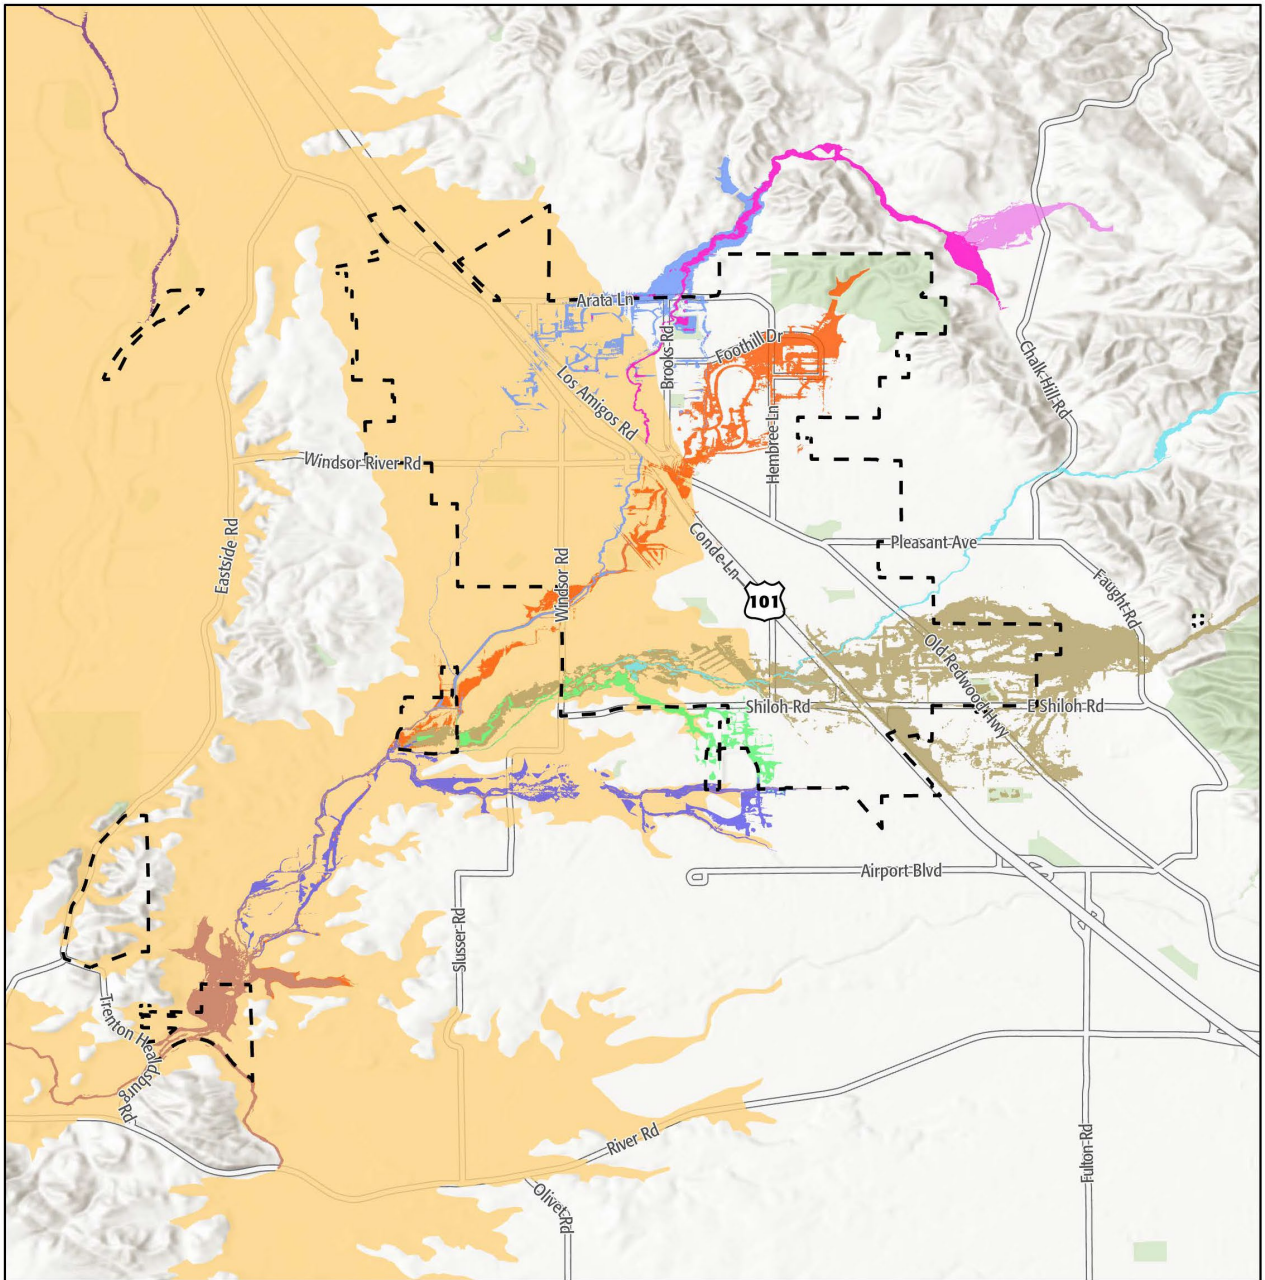 Arata Ln
Brooks Rd
Foothill Dr
Los Amigos Rd
Chalk Hill Rd
Hembree Ln
Windsor River Rd
Eastside Rd
Conde Ln
Pleasant Ave
Windsor Rd
101
Faught Rd
Old Redwood Hwy
Shiloh Rd
E Shiloh Rd
Airport Blvd
Slusser Rd
Trenton Healdsburg
Rd
River Rd
Fulton Rd
Olivet Rd